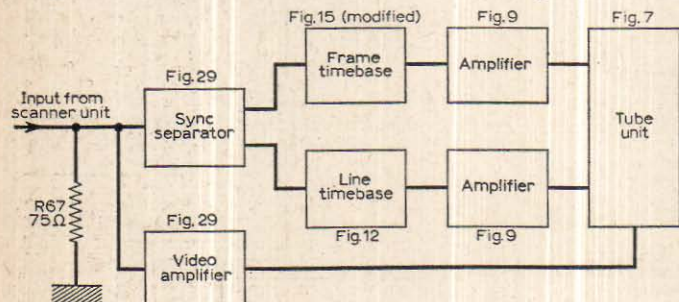 Fig.15 (modified)
Fig.9
Fig.7
Frame
timebase
Amplifier
Fig.29
Input from
scanner unit
Sync
separator
Tube
unit
Line
timebase
Amplifier
R67
75Ω
Fig.29
Fig.12
Fig.9
Video
amplifier